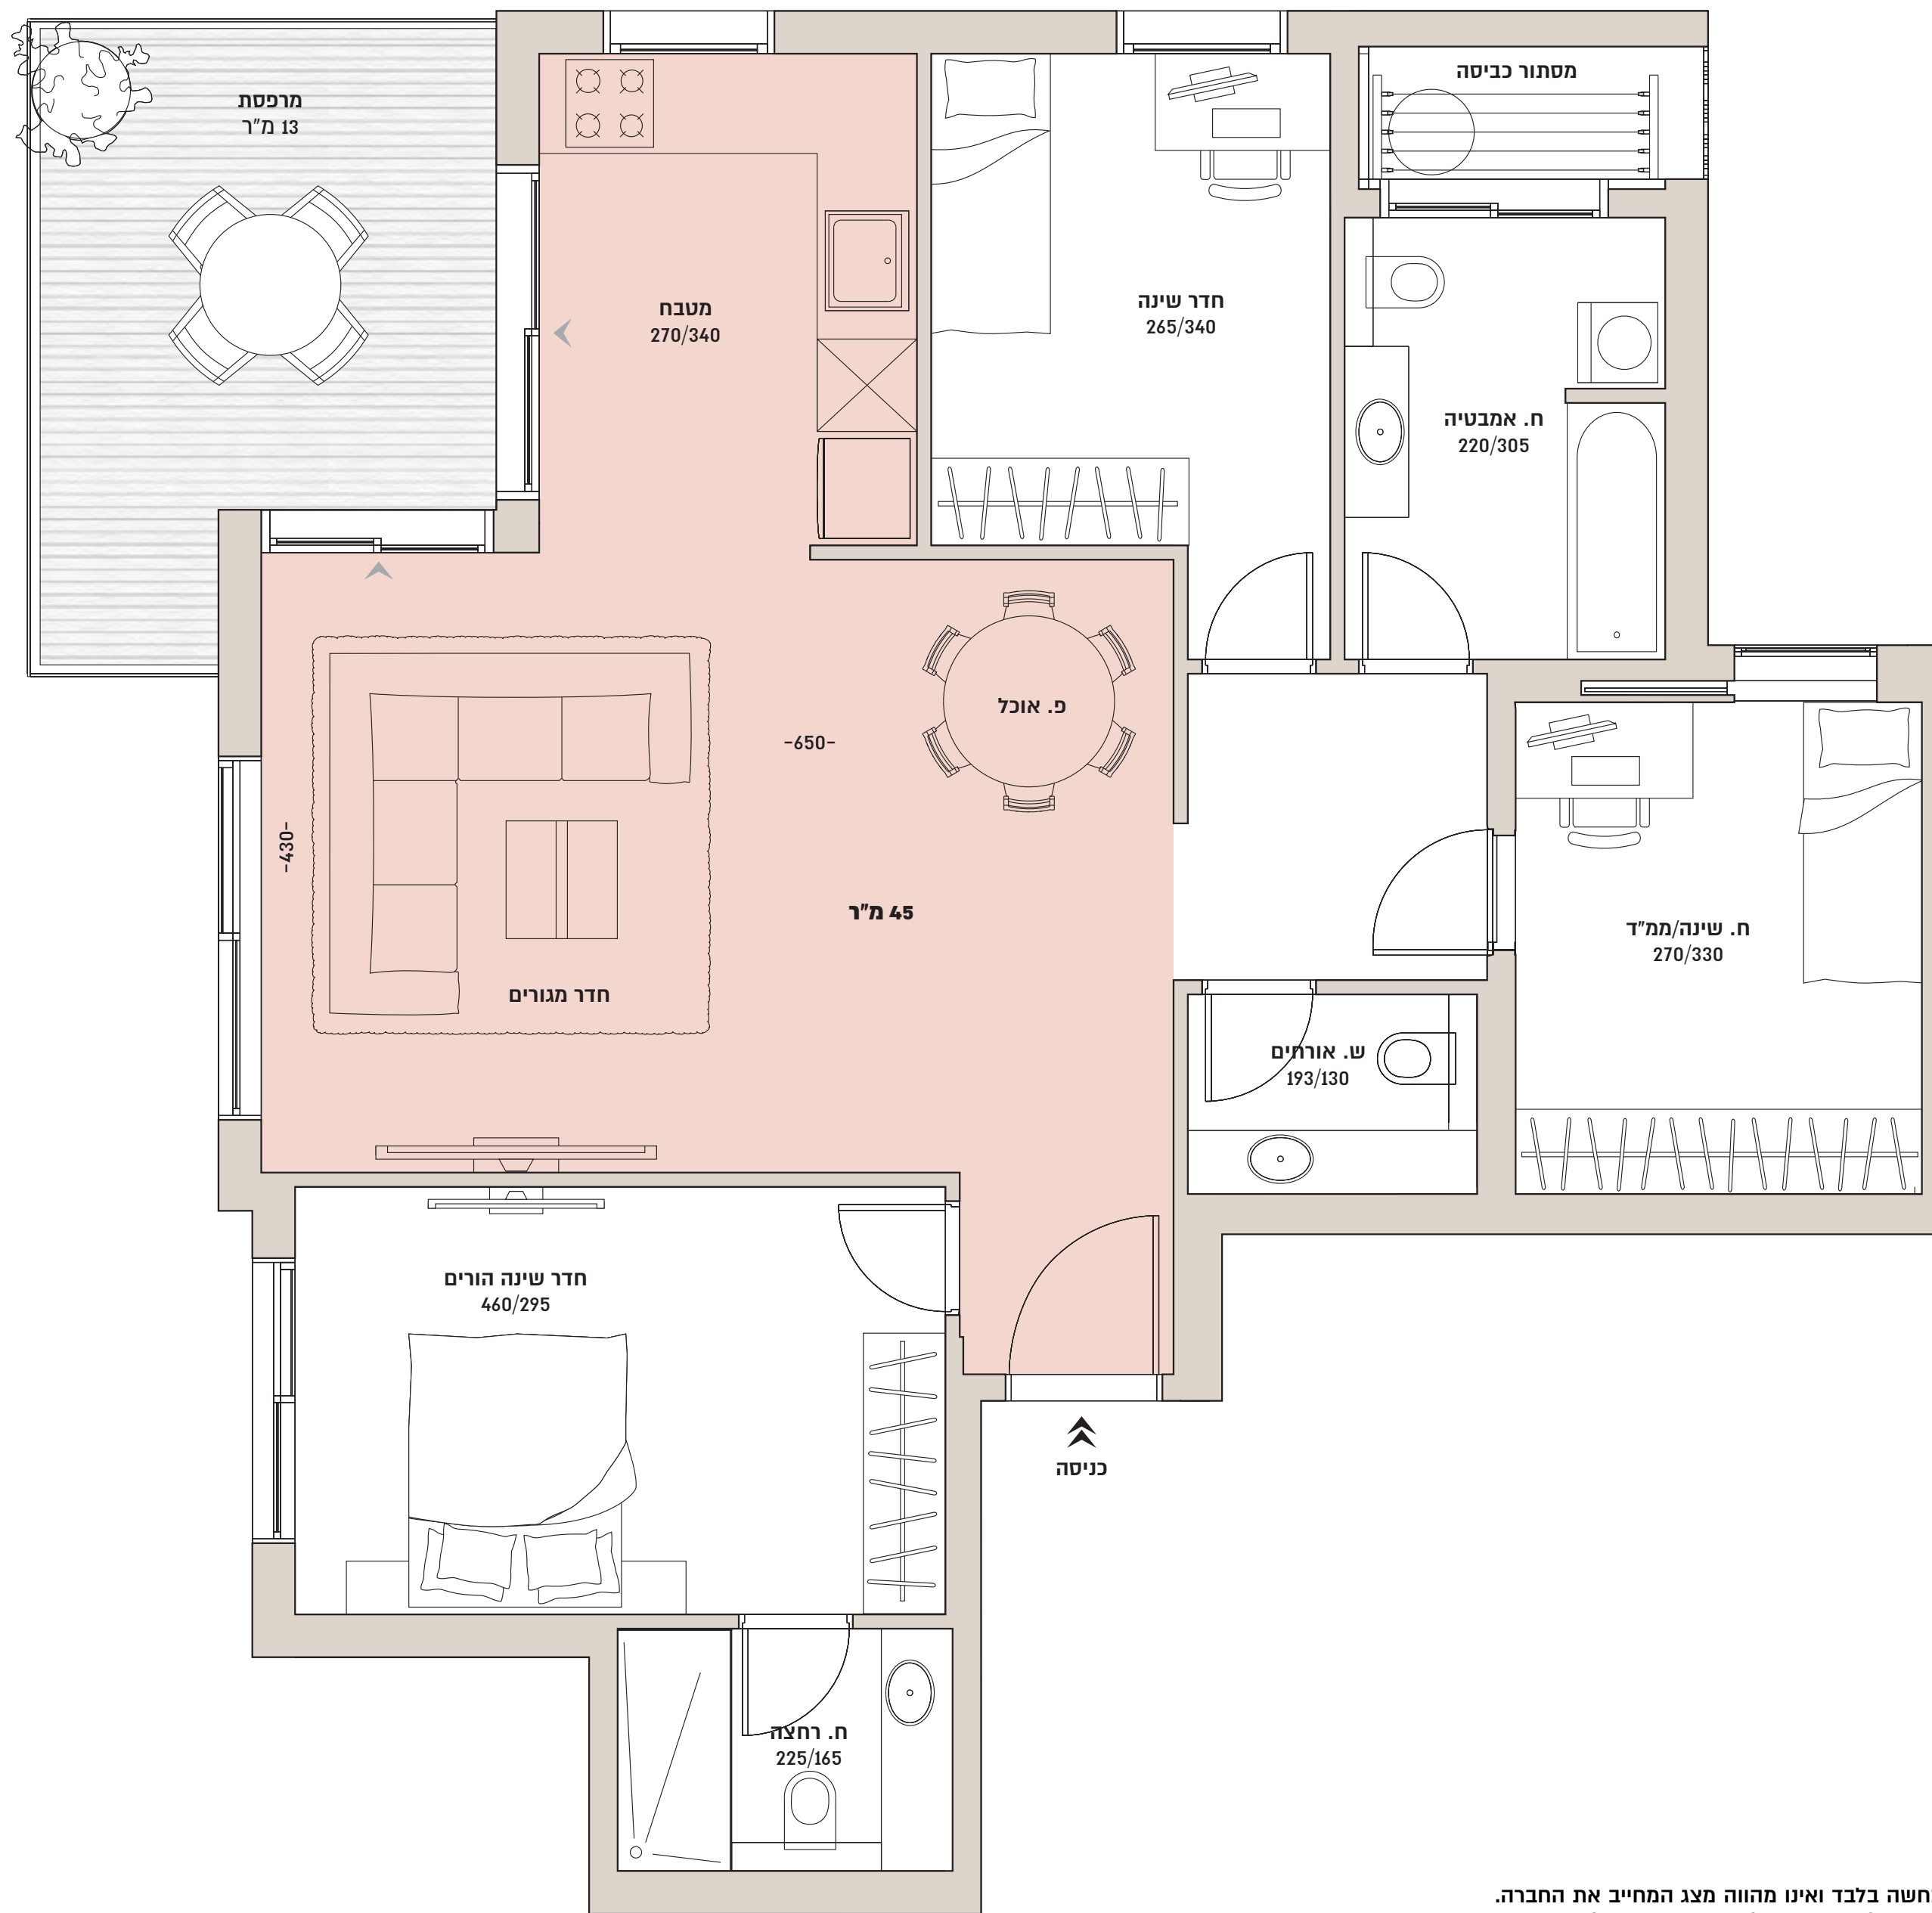 מסתור כביסה
מרפסת
13 מ"ר
מטבח
270/340
חדר שינה
265/340
ח. אמבטיה
220/305
פ. אוכל
-650-
-430-
45 מ"ר
חדר מגורים
ח. שינה/ממ"ד
270/330
ש. אורחים
193/130
חדר שינה הורים
460/295
כניסה
ח. רחצה
225/165
בלבד ואינו מהווה מצג המחייב את החברה.